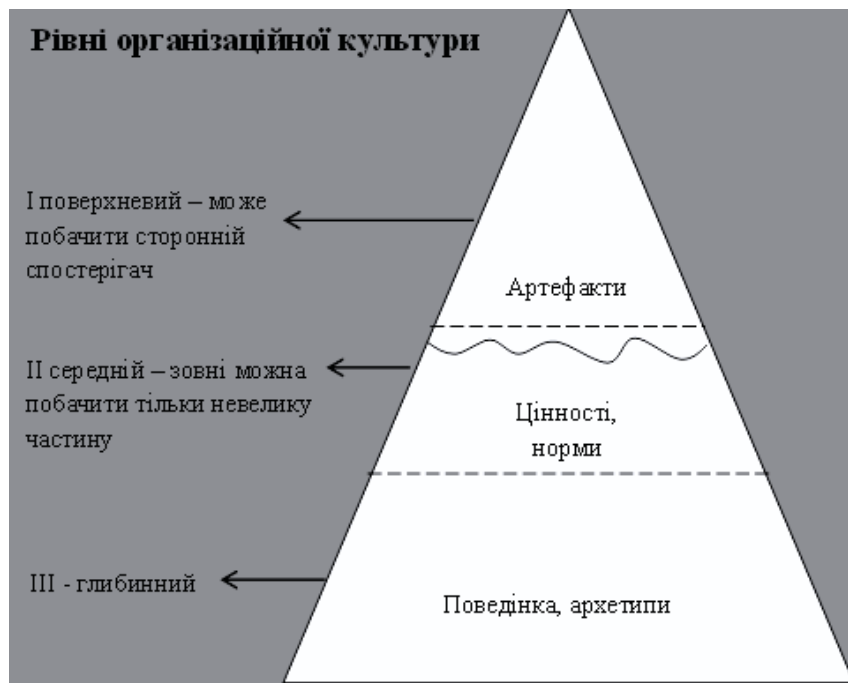 Рівні організаційної культури
І поверхневий – може
побачити сторонній
спостерігач
Артефакти
ІІ середній – зовні можна
побачити тільки невелику
частину
Цінності,
норми
ІІІ - глибинний
Поведінка, архетипи